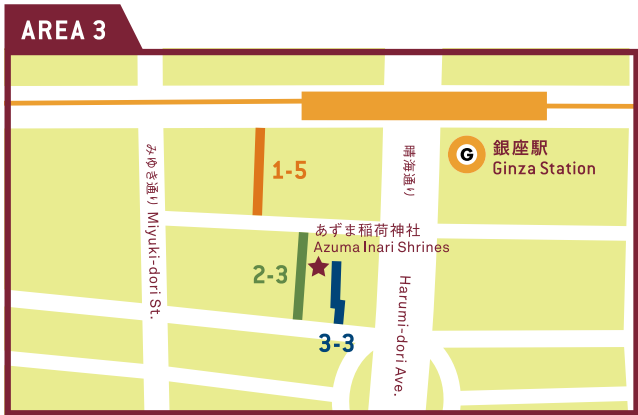 AREA 3
みゆき通り Miyuki-dori St.
1-5
晴海通り
Harumi-dori Ave.
G
銀座駅
Ginza Station
あずま稲荷神社
Azuma Inari Shrines
2-3
3-3